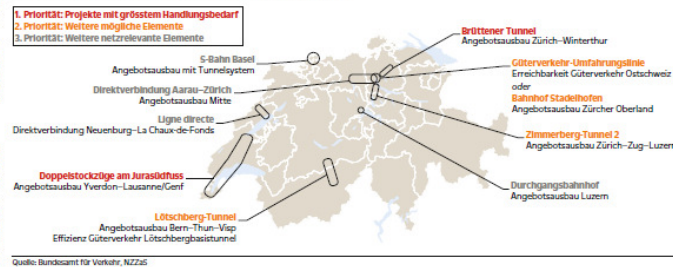 1. Priorität: Projekte mit grösstem Handlungsbedarf
2. Priorität: Weitere mögliche Elemente
3. Priorität: Weitere netzrelevante Elemente
Brüttener Tunnel
Angebotsausbau Zürich–Winterthur
S-Bahn Basel
Angebotsausbau mit Tunnelsystem
Güterverkehr-Umfahrungslinie
Erreichbarkeit Güterverkehr Ostschweiz
oder
Bahnhof Stadelhofen
Angebotsausbau Zürcher Oberland
Direktverbindung Aarau–Zürich
Angebotsausbau Mitte
Ligne directe
Direktverbindung Neuenburg–La Chaux-de-Fonds
Zimmerberg-Tunnel 2
Angebotsausbau Zürich–Zug–Luzern
Doppelstockzüge am Jurasüdfuss
Angebotsausbau Yverdon–Lausanne/Genf
Durchgangsbahnhof
Angebotsausbau Luzern
Lötschberg-Tunnel
Angebotsausbau Bern–Thun–Visp
Effizienz Güterverkehr Lötschbergbasistunnel
Quelle: Bundesamt für Verkehr, NZZaS